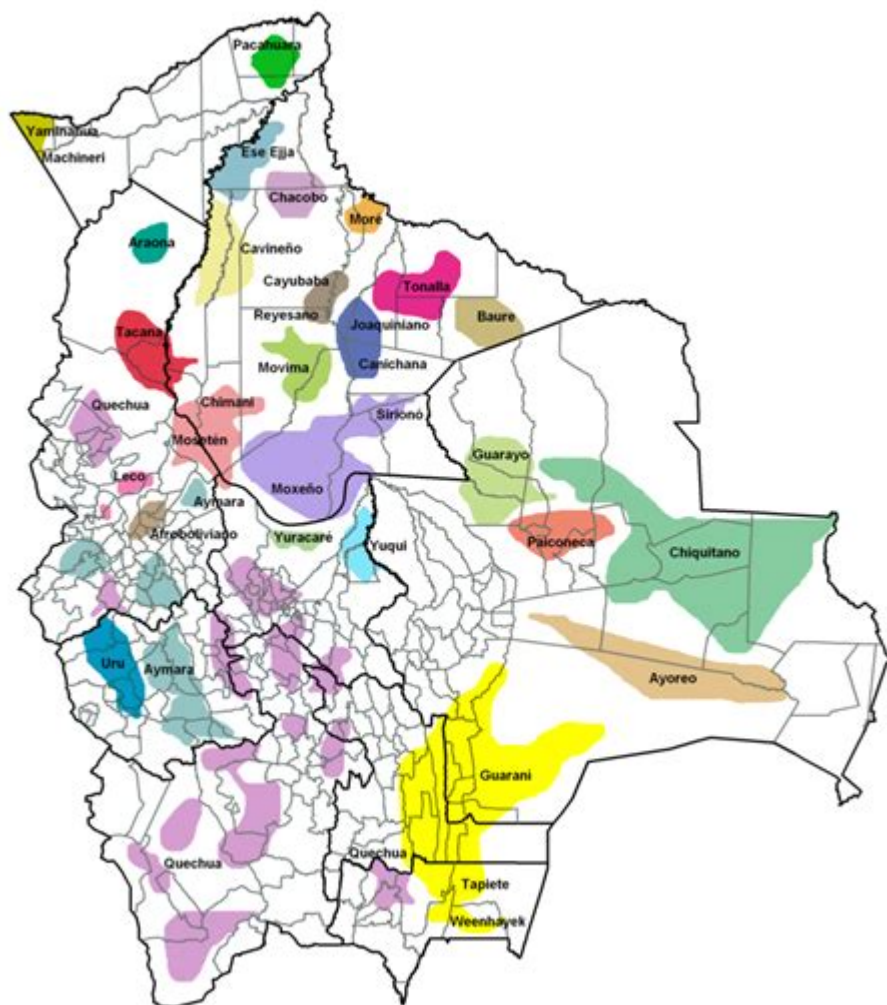 Pacahuara
Yaminahua
Machineri
Ese Ejja
Chacobo
Moré
Araona
Cavineño
Cayubaba
Tonalla
Reyesano
Joaquiniano
Baure
Tacana
Movima
Canichana
Quechua
Chimani
Sirionó
Mosetén
Guarayo
Leco
Moxeño
Aymara
Afroboliviano
Yuracaré
Yuqui
Paiconeca
Chiquitano
Uru
Aymara
Ayoreo
Guarani
Quechua
Quechua
Tapiete
Weenhayek